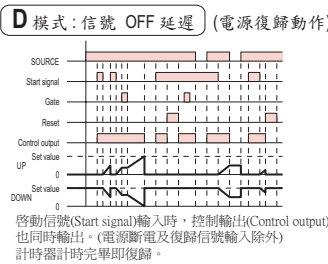 D 模式:信號 OFF 延遲 (電源復歸動作)
SOURCE
Start signal
Gate
Reset
Control output
Set value
UP
0
Set value
DOWN
0
啓動信號(Start signal)輸入時，控制輸出(Control output)
也同時輸出。(電源斷電及復歸信號輸入除外)
計時器計時完畢即復歸。